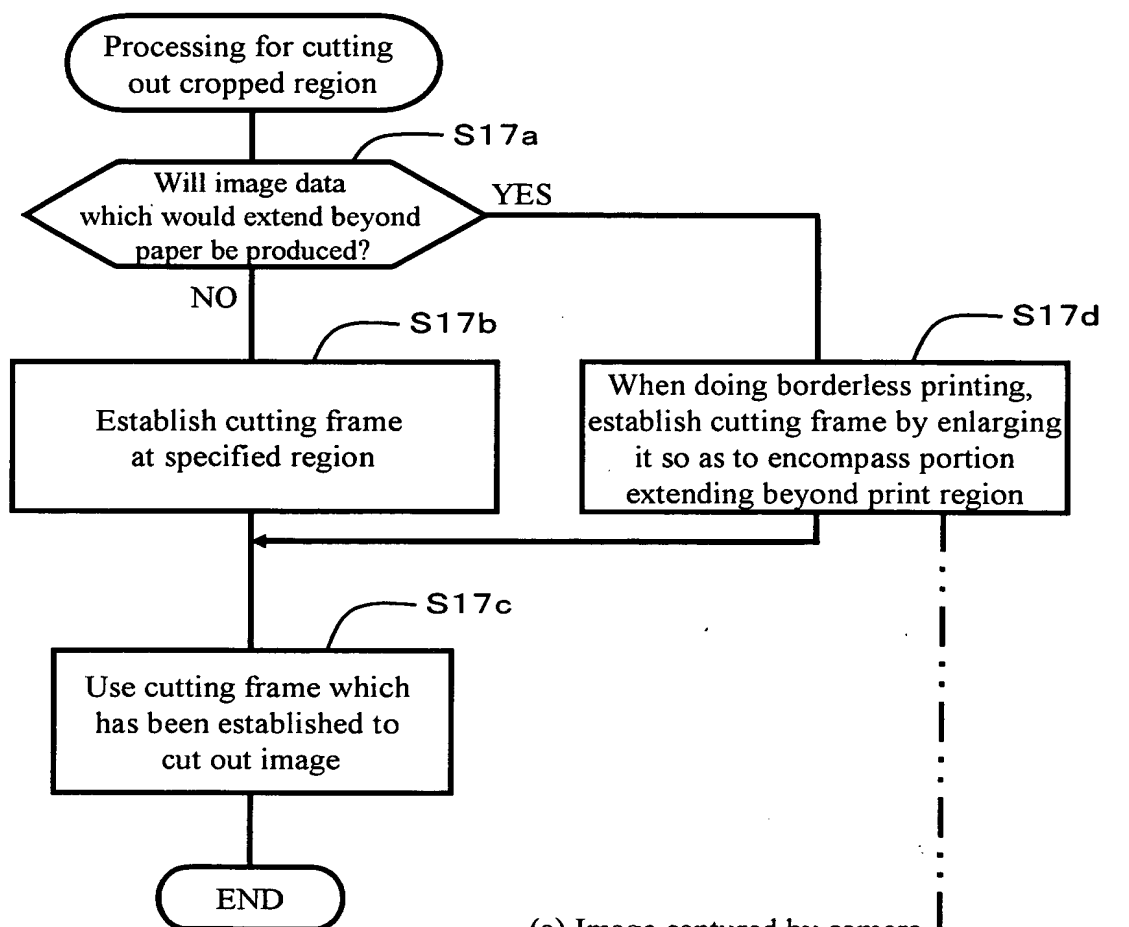 Processing for cutting
out cropped region
S17a
Will image data
which would extend beyond
paper be produced?
YES
NO
S17b
Establish cutting frame
at specified region
S17d
When doing borderless printing,
establish cutting frame by enlarging
it so as to encompass portion
extending beyond print region
S17c
Use cutting frame which
has been established to
cut out image
END
(a) Image captured by camera